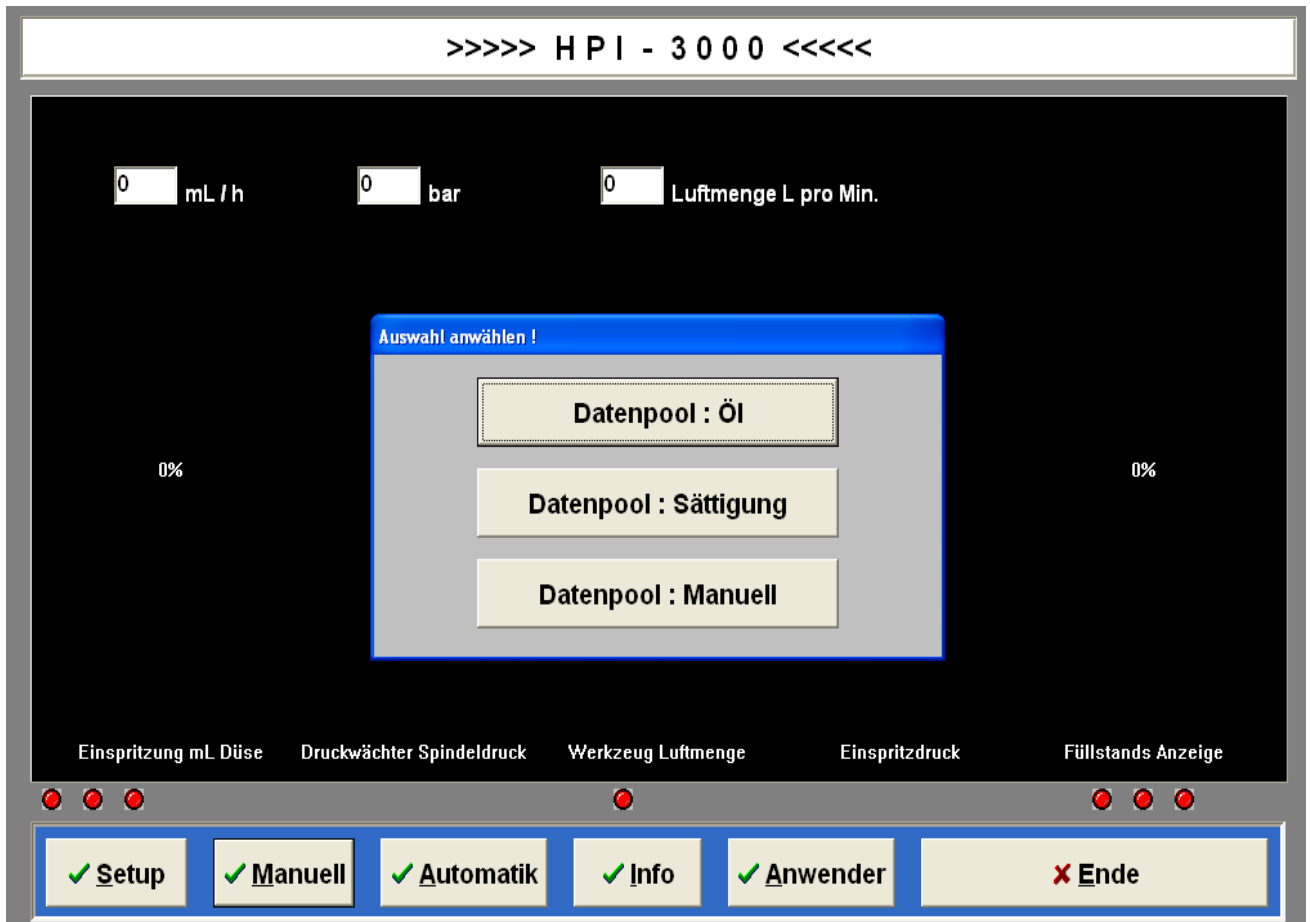 >>>>> H P I - 3 0 0 0 <<<<<
0 mL / h 0 bar 0 Luftmenge L pro Min.
Auswahl anwählen !
Datenpool : Öl
0% 0%
Datenpool : Sättigung
Datenpool : Manuell
Einspritzung mL Düse Druckwächter Spindeldruck Werkzeug Luftmenge Einspritzdruck Füllstands Anzeige
Setup Manuell Automatik Info Anwender Ende